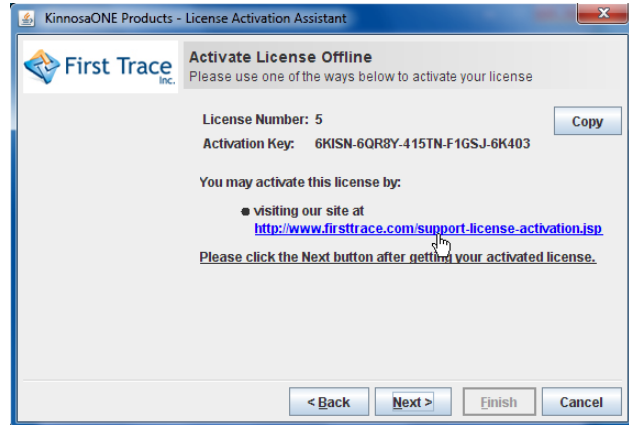 KinnosaONE Products - License Activation Assistant
First Trace Inc.
Activate License Offline
Please use one of the ways below to activate your license
License Number: 5
Copy
Activation Key: 6KISN-6QR8Y-415TN-F1GSJ-6K403
You may activate this license by:
visiting our site at
http://www.firsttrace.com/support-license-activation.jsp
Please click the Next button after getting your activated license.
< Back
Next >
Finish
Cancel